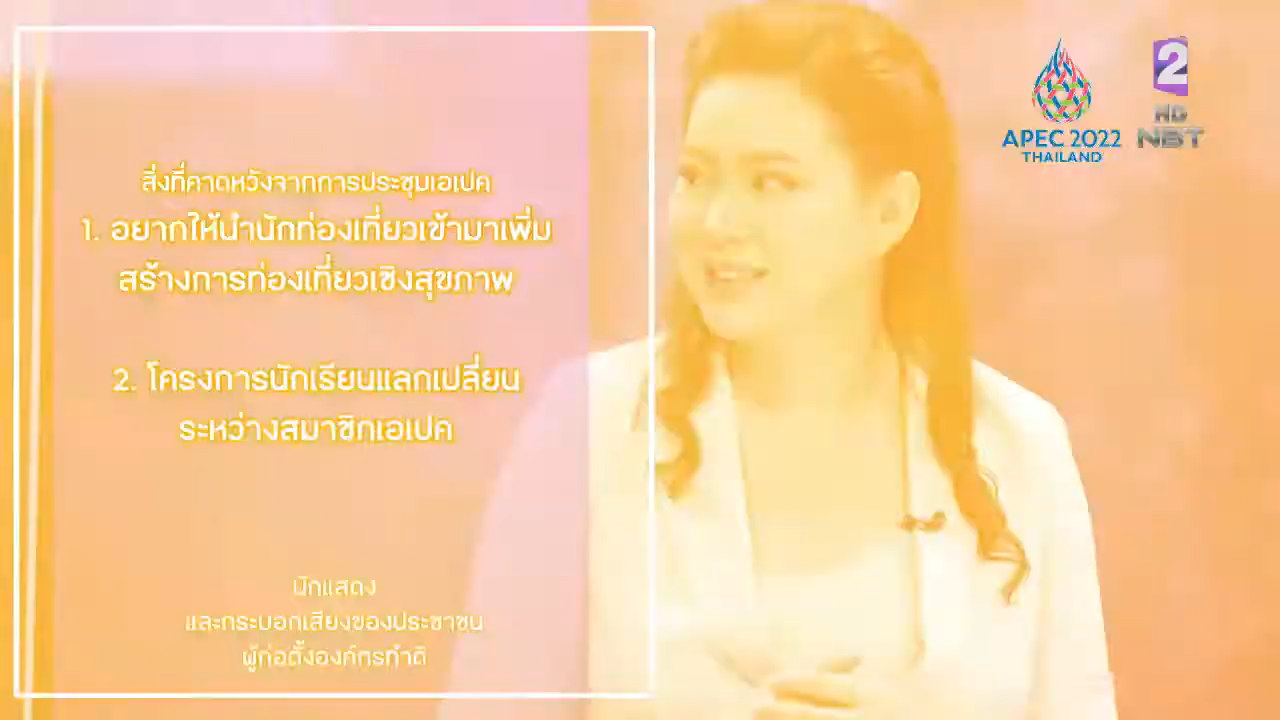 สิ่งที่คาดหวังจากการประชุมเอเปค
1. อยากให้นำนักท่องเที่ยวเข้ามาเพิ่ม
สร้างการท่องเที่ยวเชิงสุขภาพ
2. โครงการนักเรียนแลกเปลี่ยน
ระหว่างสมาชิกเอเปค
นักแสดง
และกระบอกเสียงของประชาชน
ผู้ก่อตั้งองค์กรทำดี
APEC 2022
THAILAND
2
HD
NBT